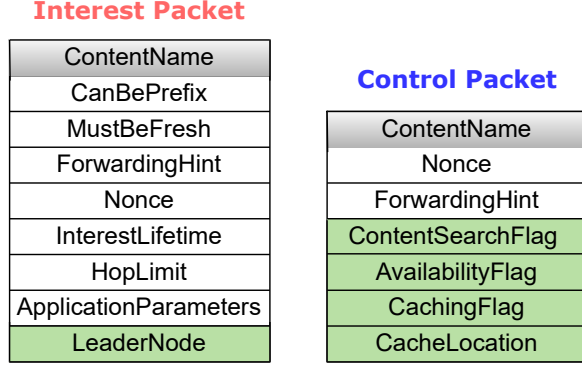 Interest Packet
ContentName
CanBePrefix
MustBeFresh
ForwardingHint
Nonce
InterestLifetime
HopLimit
ApplicationParameters
LeaderNode
Control Packet
ContentName
Nonce
ForwardingHint
ContentSearchFlag
AvailabilityFlag
CachingFlag
CacheLocation